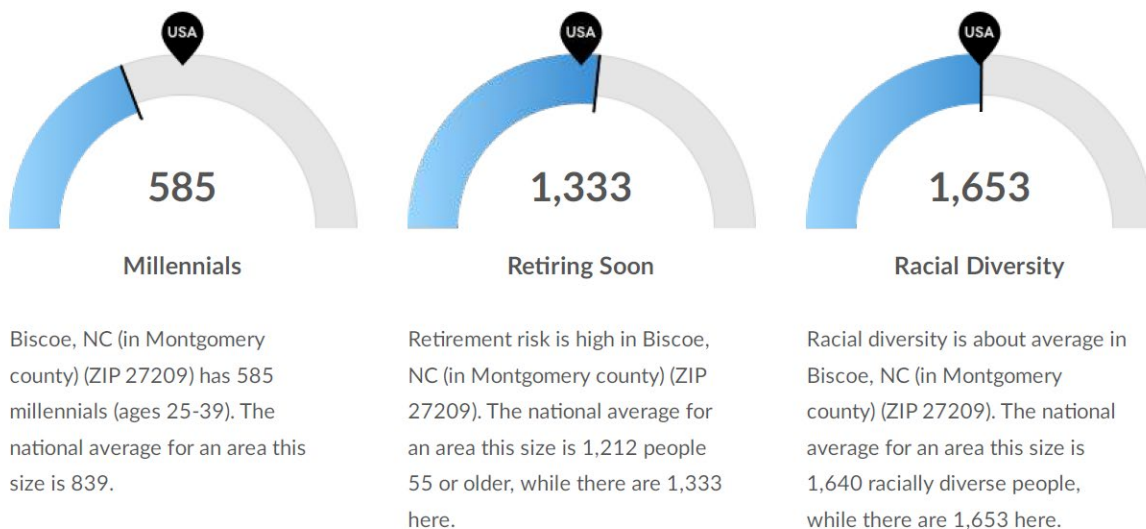 USA
585
Millennials
Biscoe, NC (in Montgomery
county) (ZIP 27209) has 585
millennials (ages 25-39). The
national average for an area this
size is 839.
USA
1,333
Retiring Soon
Retirement risk is high in Biscoe,
NC (in Montgomery county) (ZIP
27209). The national average for
an area this size is 1,212 people
55 or older, while there are 1,333
here.
USA
1,653
Racial Diversity
Racial diversity is about average in
Biscoe, NC (in Montgomery
county) (ZIP 27209). The national
average for an area this size is
1,640 racially diverse people,
while there are 1,653 here.